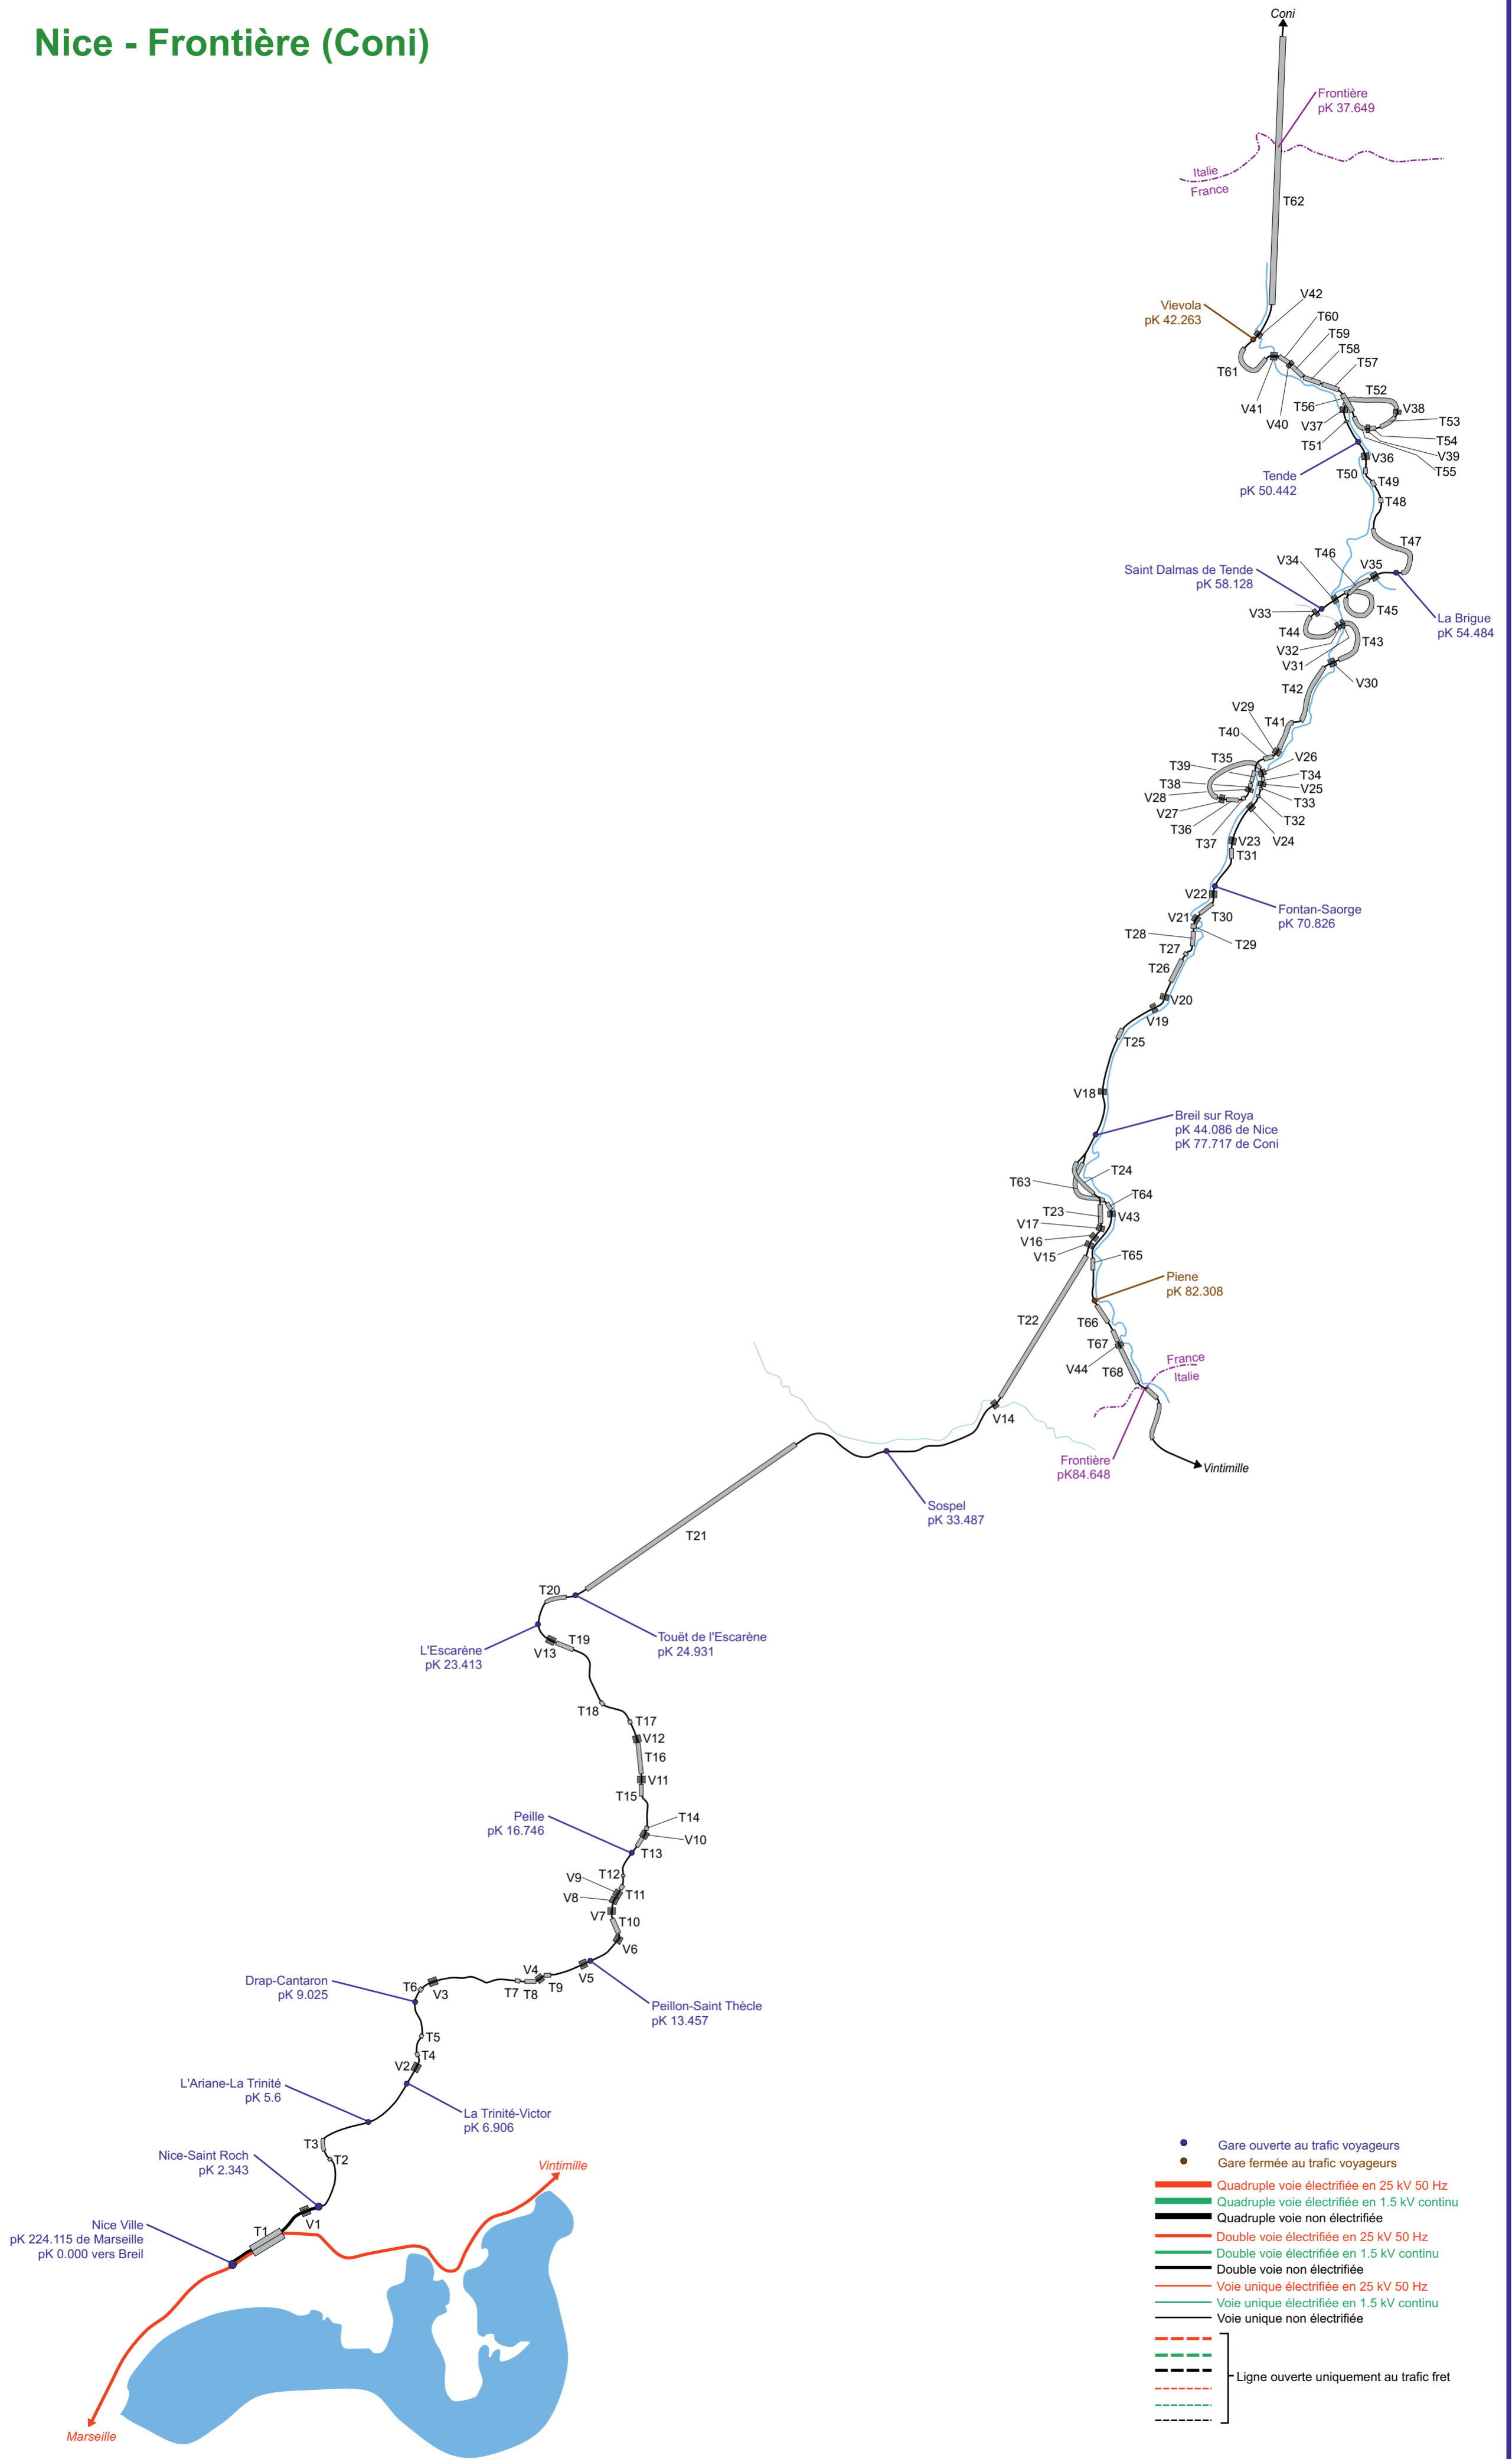 Nice - Frontière (Coni)
Coni
Frontière
pK 37.649
Italie
France
T62
V42
Vievola
pK 42.263
T60
T59
T58
T57
T61
T52
V41
T56
V38
V40
V37
T53
T51
T54
V39
V36
T55
Tende
pK 50.442
T50
T49
T48
T47
T46
V34
V35
Saint Dalmas de Tende
pK 58.128
V33
T45
La Brigue
pK 54.484
T44
T43
V32
V31
V30
T42
V29
T41
T40
T35
V26
T39
T34
T38
V25
V28
T33
V27
T32
T36
T37
V23
V24
T31
V22
Fontan-Saorge
pK 70.826
V21
T30
T28
T29
T27
T26
V20
V19
T25
V18
Breil sur Roya
pK 44.086 de Nice
pK 77.717 de Coni
T24
T63
T64
T23
V43
V17
V16
V15
T65
Piene
pK 82.308
T22
T66
T67
V44
T68
France
Italie
V14
Frontière
pK84.648
Vintimille
Sospel
pK 33.487
T21
T20
Touët de l'Escarène
pK 24.931
L'Escarène
pK 23.413
T19
V13
T18
T17
V12
T16
V11
T15
Peille
pK 16.746
T14
V10
T13
T12
V9
T11
V8
V7
T10
V6
V4
V5
Drap-Cantaron
pK 9.025
T6
V3
T7
T8
T9
Peillon-Saint Thècle
pK 13.457
T5
T4
V2
L'Ariane-La Trinité
pK 5.6
La Trinité-Victor
pK 6.906
T3
T2
Nice-Saint Roch
pK 2.343
Vintimille
V1
T1
Nice Ville
pK 224.115 de Marseille
pK 0.000 vers Breil
Marseille
Gare ouverte au trafic voyageurs
Gare fermée au trafic voyageurs
Quadruple voie électrifiée en 25 kV 50 Hz
Quadruple voie électrifiée en 1.5 kV continu
Quadruple voie non électrifiée
Double voie électrifiée en 25 kV 50 Hz
Double voie électrifiée en 1.5 kV continu
Double voie non électrifiée
Voie unique électrifiée en 25 kV 50 Hz
Voie unique électrifiée en 1.5 kV continu
Voie unique non électrifiée
Ligne ouverte uniquement au trafic fret